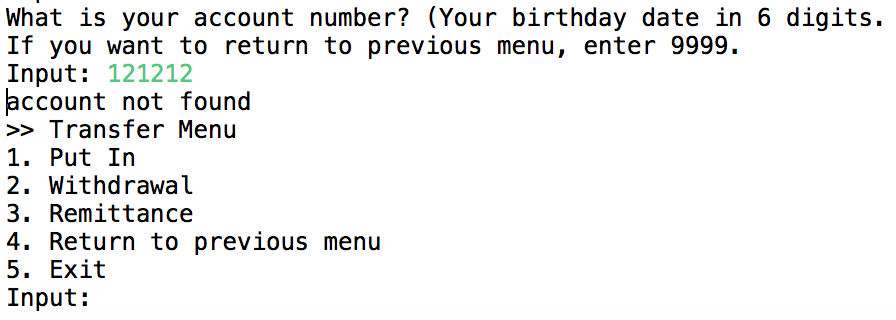 What is your account number? (Your birthday date in 6 digits.
If you want to return to previous menu, enter 9999.
Input: 121212
account not found
>> Transfer Menu
1. Put In
2. Withdrawal
3. Remittance
4. Return to previous menu
5. Exit
Input: